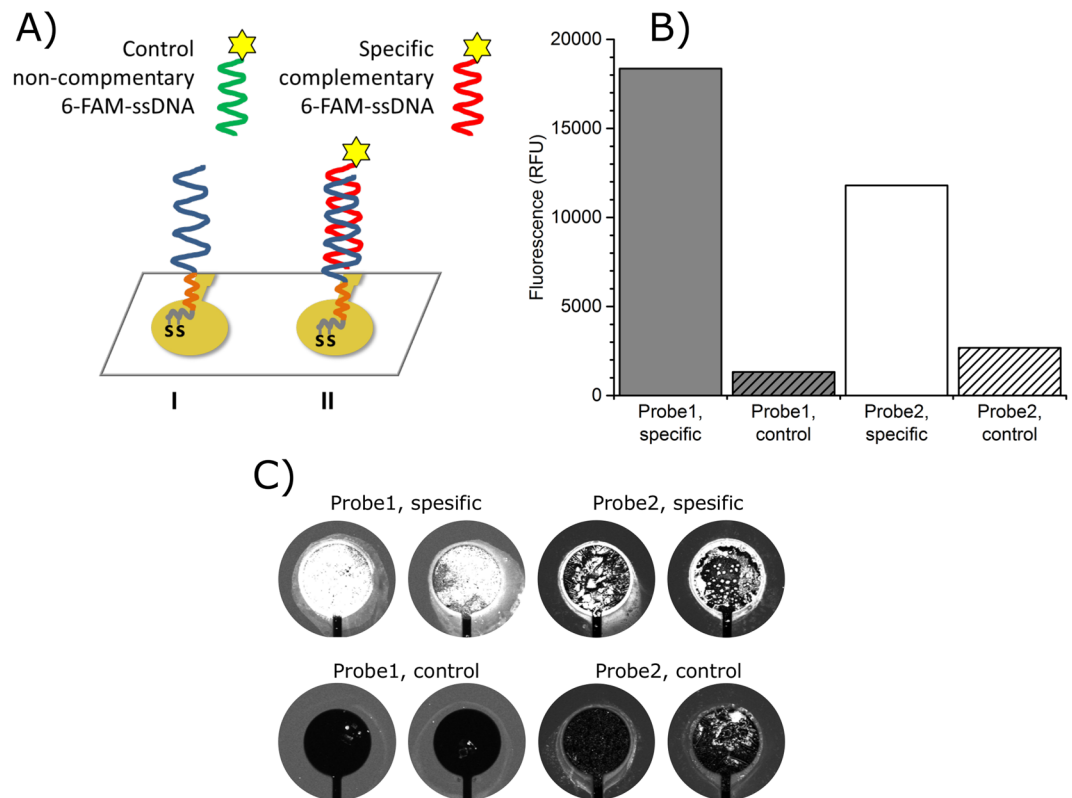 A)
Control
non-compmentary
6-FAM-ssDNA
Specific
complementary
6-FAM-ssDNA
SS
SS
I
II
B)
Fluorescence (RFU)
20000
15000
10000
5000
0
Probe1,
specific
Probe1,
control
Probe2,
specific
Probe2,
control
C)
Probe1, spesific
Probe2, spesific
Probe1, control
Probe2, control